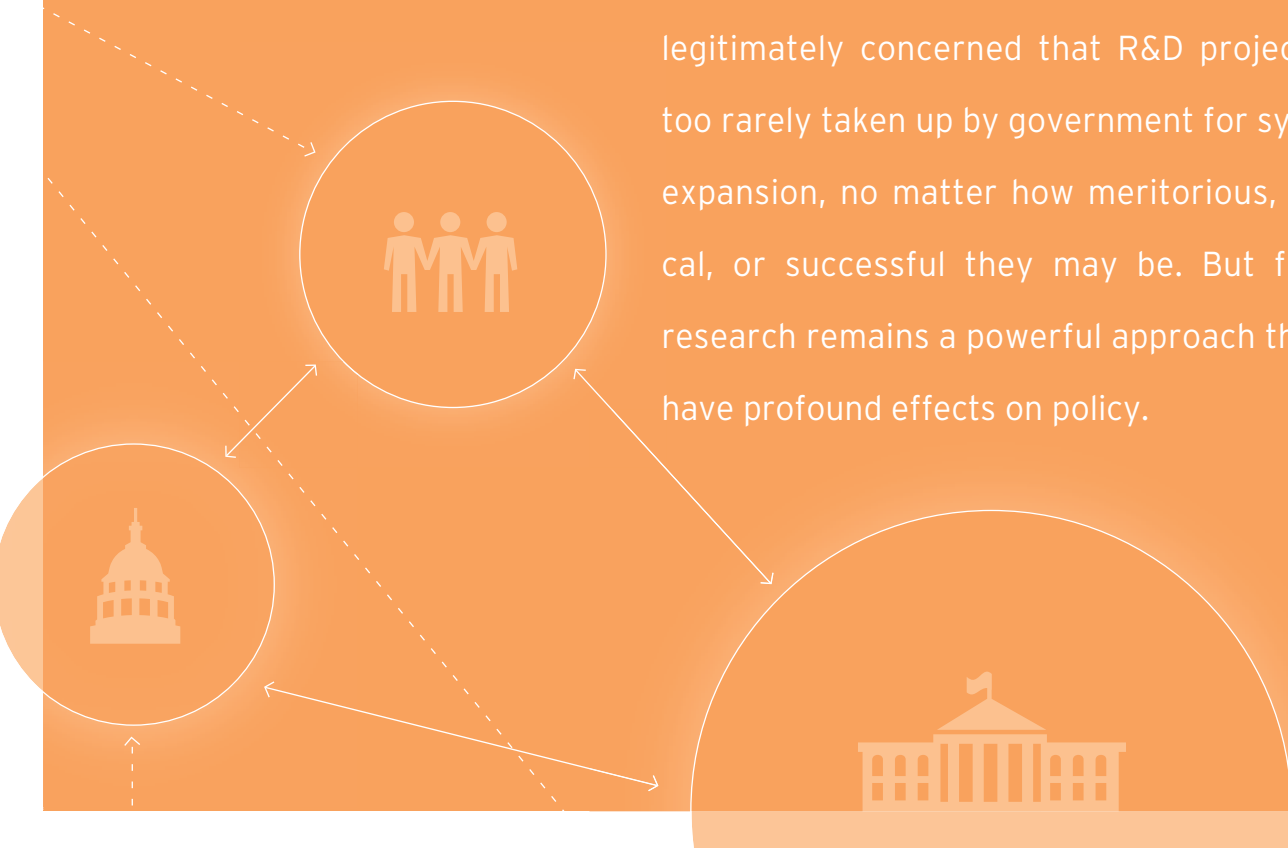 legitimately concerned that R&D projec
too rarely taken up by government for sy
expansion, no matter how meritorious,
cal, or successful they may be. But f
research remains a powerful approach th
have profound effects on policy.